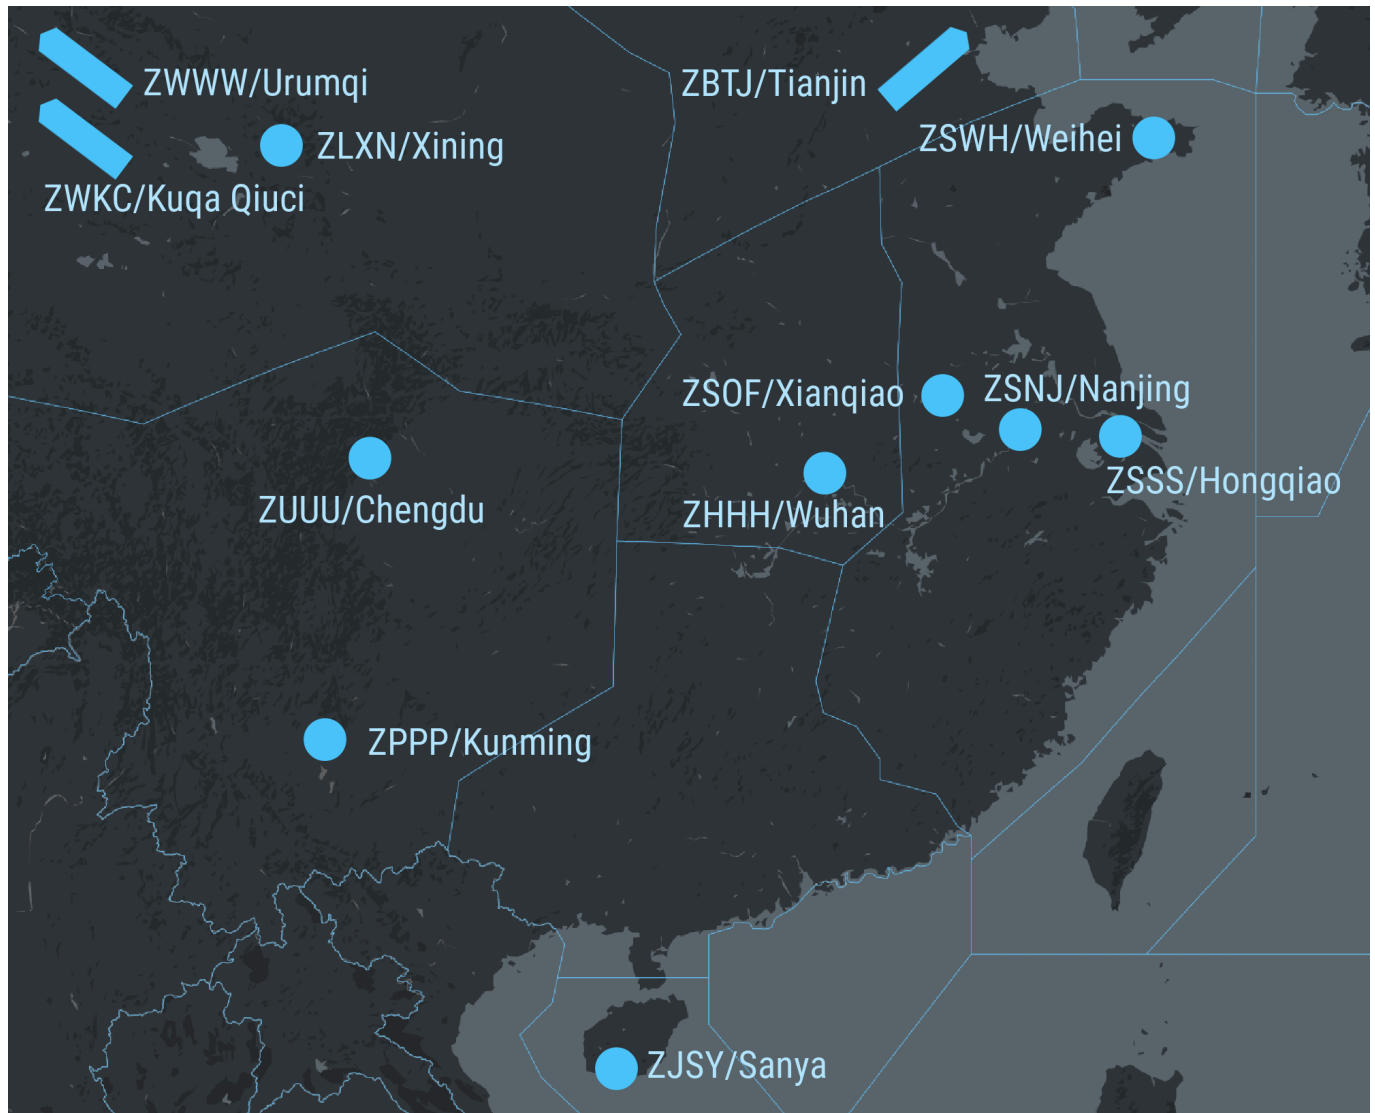 ZWWW/Urumqi
ZBTJ/Tianjin
ZLXN/Xining
ZSWH/Weihei
ZWKC/Kuqa Qiuci
ZSOF/Xianqiao
ZSNJ/Nanjing
ZUUU/Chengdu
ZHHH/Wuhan
ZSSS/Hongqiao
ZPPP/Kunming
ZJSY/Sanya